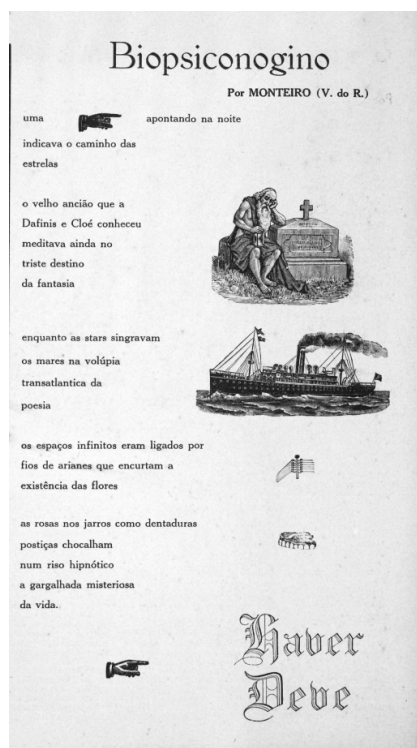 Biopsiconogino
Por MONTEIRO (V. do R.)
uma apontando na noite
indicava o caminho das
estrelas
o velho ancião que a
Dafinis e Cloé conheceu
meditava ainda no
triste destino
da fantasia
enquanto as stars singravam
os mares na volúpia
transatlantica da
poesia
os espaços infinitos eram ligados por
fios de arianes que encurtam a
existência das flores
as rosas nos jarros como dentaduras
postiças chocalham
num riso hipnótico
a gargalhada misteriosa
da vida.
Haver
Deve